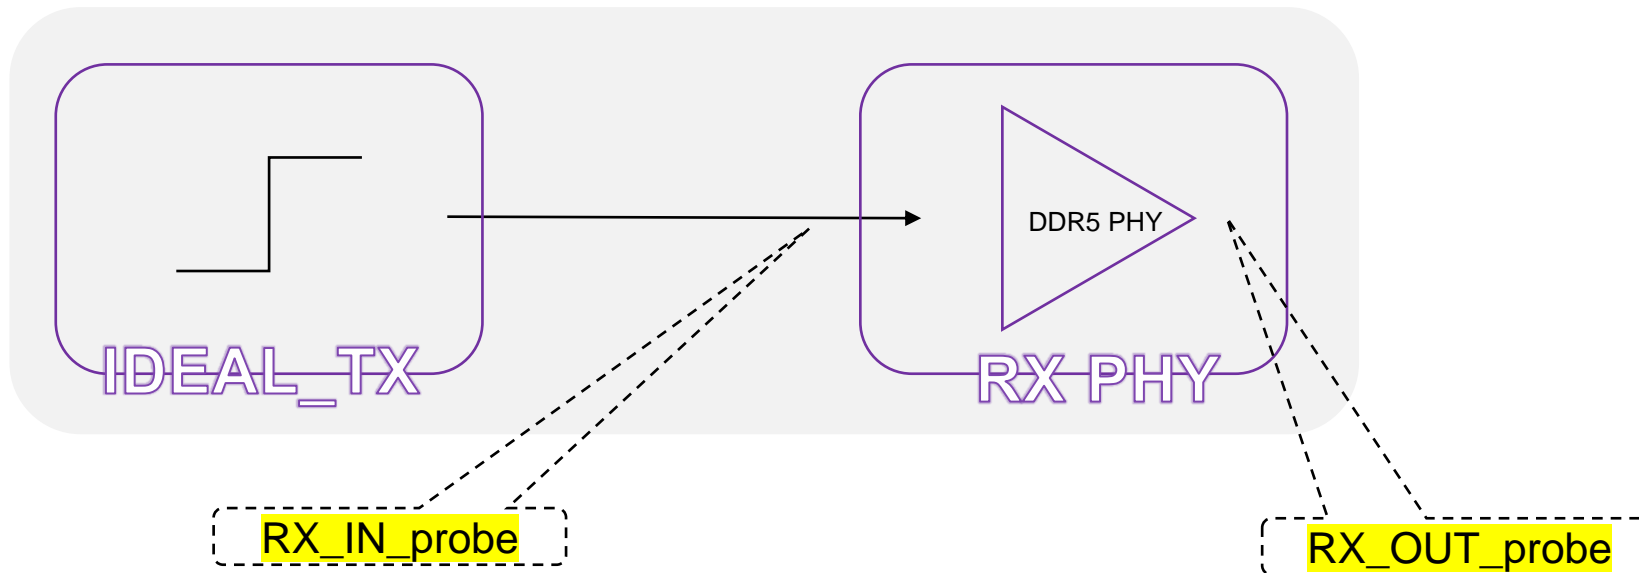 DDR5 PHY
IDEAL_TX
RX PHY
RX_IN_probe
RX_OUT_probe